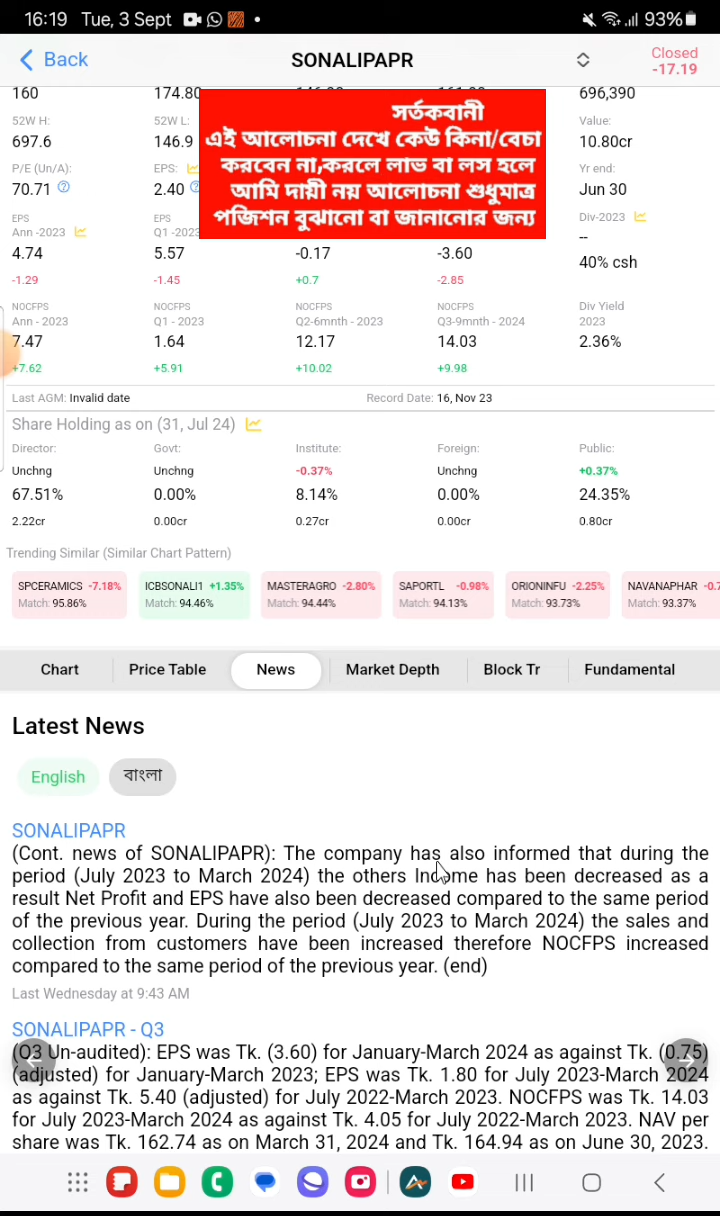 16:19 Tue, 3 Sept • 93%
Back SONALIPAPR Closed
-17.19
160 174.80 696,390
52W H: 52W L: Value:
697.6 146.9 10.80cr
সর্তকবানী
এই আলোচনা দেখে কেউ কিনা/বেচা
করবেন না,করলে লাভ বা লস হলে
আমি দায়ী নয় আলোচনা শুধুমাত্র
পজিশন বুঝানো বা জানানোর জন্য
P/E (Un/A): EPS: Yr end:
70.71 2.40 Jun 30
EPS EPS Div-2023
Ann -2023 Q1 -2023 --
4.74 5.57 -0.17 -3.60 40% csh
-1.29 -1.45 +0.7 -2.85
NOCFPS NOCFPS NOCFPS NOCFPS Div Yield
Ann - 2023 Q1 - 2023 Q2-6mnth - 2023 Q3-9mnth - 2024 2023
7.47 1.64 12.17 14.03 2.36%
+7.62 +5.91 +10.02 +9.98
Last AGM: Invalid date Record Date: 16, Nov 23
Share Holding as on (31, Jul 24)
Director: Govt: Institute: Foreign: Public:
Unchng Unchng -0.37% Unchng +0.37%
67.51% 0.00% 8.14% 0.00% 24.35%
2.22cr 0.00cr 0.27cr 0.00cr 0.80cr
Trending Similar (Similar Chart Pattern)
SPCERAMICS -7.18% ICBSONALI1 +1.35% MASTERAGRO -2.80% SAPORTL -0.98% ORIONINFU -2.25% NAVANAPHAR
Match: 95.86% Match: 94.46% Match: 94.44% Match: 94.13% Match: 93.73% Match: 93.37%
Chart Price Table News Market Depth Block Tr Fundamental
Latest News
English বাংলা
SONALIPAPR
(Cont. news of SONALIPAPR): The company has also informed that during the
period (July 2023 to March 2024) the others Income has been decreased as a
result Net Profit and EPS have also been decreased compared to the same period
of the previous year. During the period (July 2023 to March 2024) the sales and
collection from customers have been increased therefore NOCFPS increased
compared to the same period of the previous year. (end)
Last Wednesday at 9:43 AM
SONALIPAPR - Q3
(Q3 Un-audited): EPS was Tk. (3.60) for January-March 2024 as against Tk. (0.75)
(adjusted) for January-March 2023; EPS was Tk. 1.80 for July 2023-March 2024
as against Tk. 5.40 (adjusted) for July 2022-March 2023. NOCFPS was Tk. 14.03
for July 2023-March 2024 as against Tk. 4.05 for July 2022-March 2023. NAV per
share was Tk. 162.74 as on March 31, 2024 and Tk. 164.94 as on June 30, 2023.